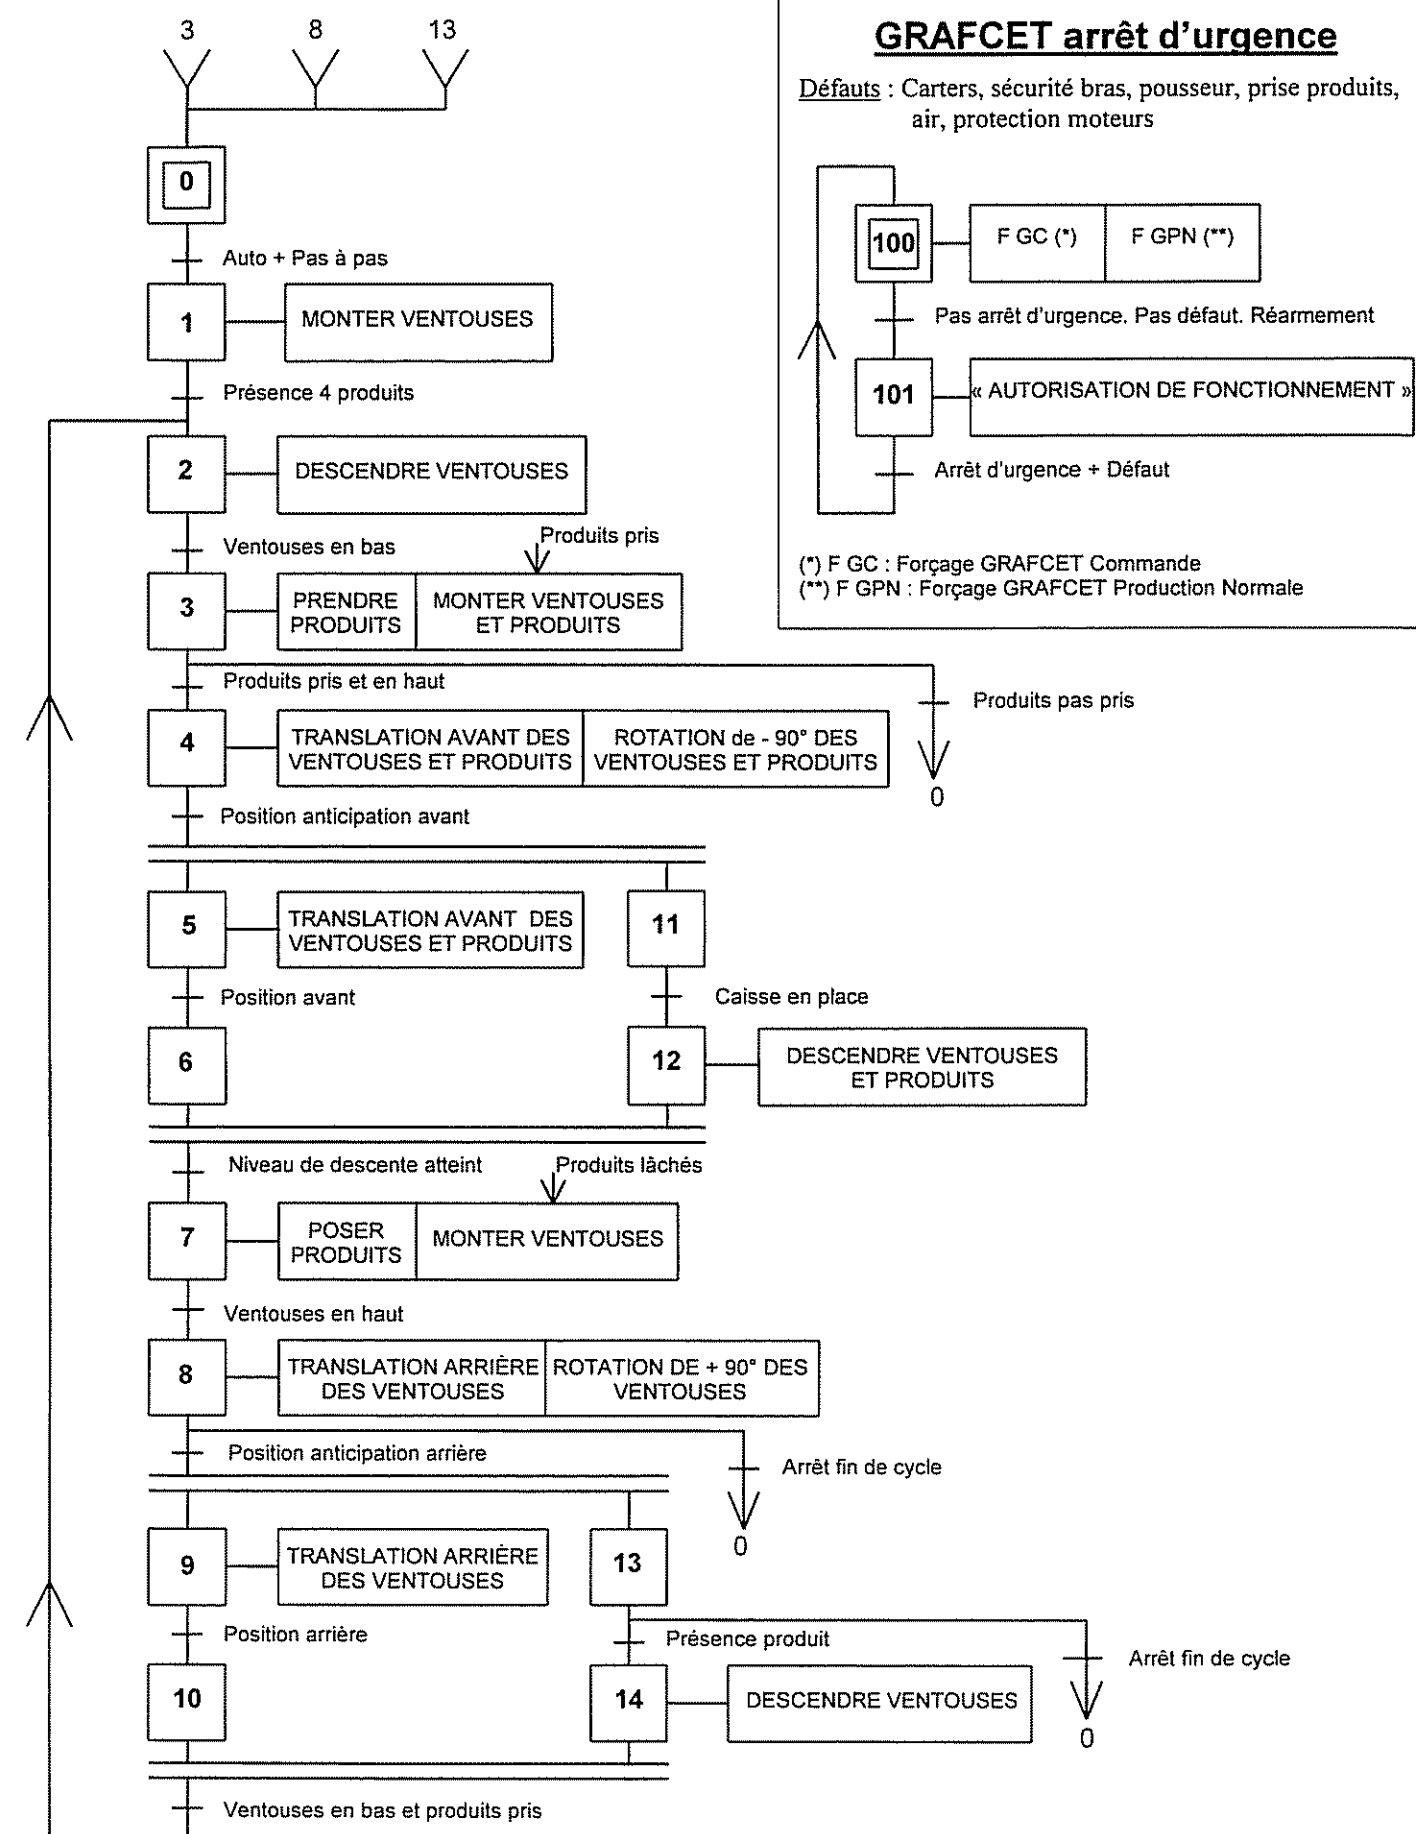 3 8 13
0
Auto + Pas à pas
1
MONTER VENTOUSES
Présence 4 produits
2
DESCENDRE VENTOUSES
Ventouses en bas
Produits pris
3
PRENDRE
PRODUITS
MONTER VENTOUSES
ET PRODUITS
Produits pris et en haut
Produits pas pris
0
4
TRANSLATION AVANT DES
VENTOUSES ET PRODUITS
ROTATION de - 90° DES
VENTOUSES ET PRODUITS
Position anticipation avant
5
TRANSLATION AVANT DES
VENTOUSES ET PRODUITS
11
Position avant
Caisse en place
6
12
DESCENDRE VENTOUSES
ET PRODUITS
Niveau de descente atteint
Produits lâchés
7
POSER
PRODUITS
MONTER VENTOUSES
Ventouses en haut
8
TRANSLATION ARRIÈRE
DES VENTOUSES
ROTATION DE + 90° DES
VENTOUSES
Position anticipation arrière
Arrêt fin de cycle
0
9
TRANSLATION ARRIÈRE
DES VENTOUSES
13
Position arrière
Présence produit
Arrêt fin de cycle
0
10
14
DESCENDRE VENTOUSES
Ventouses en bas et produits pris
GRAFCET arrêt d'urgence
Défauts : Carters, sécurité bras, pousseur, prise produits,
air, protection moteurs
100
F GC (*)
F GPN (**)
Pas arrêt d'urgence. Pas défaut. Réarmement
101
« AUTORISATION DE FONCTIONNEMENT »
Arrêt d'urgence + Défaut
(*) F GC : Forçage GRAFCET Commande
(**) F GPN : Forçage GRAFCET Production Normale